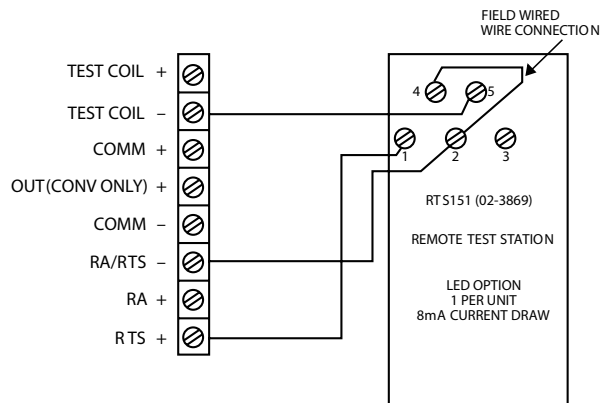 FIELD WIRED
WIRE CONNECTION
TEST COIL +
TEST COIL –
COMM +
OUT (CONV ONLY) +
COMM –
RA/RTS –
RA +
RTS +
4
5
1
2
3
RTS151 (02-3869)
REMOTE TEST STATION
LED OPTION
1 PER UNIT
8mA CURRENT DRAW